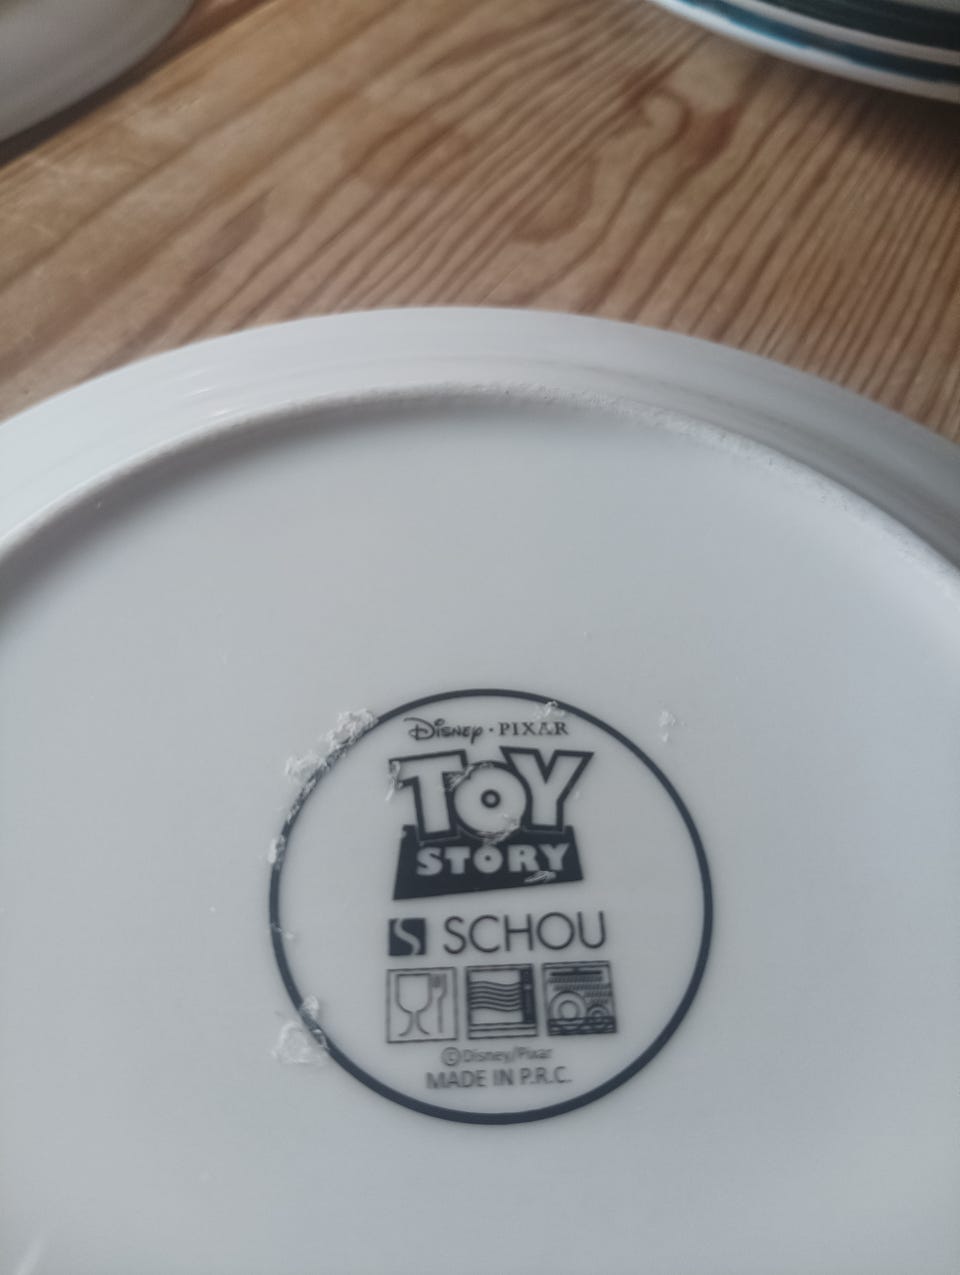 Disney · PIXAR
TOY
STORY
S SCHOU
©Disney/Pixar
MADE IN P.R.C.